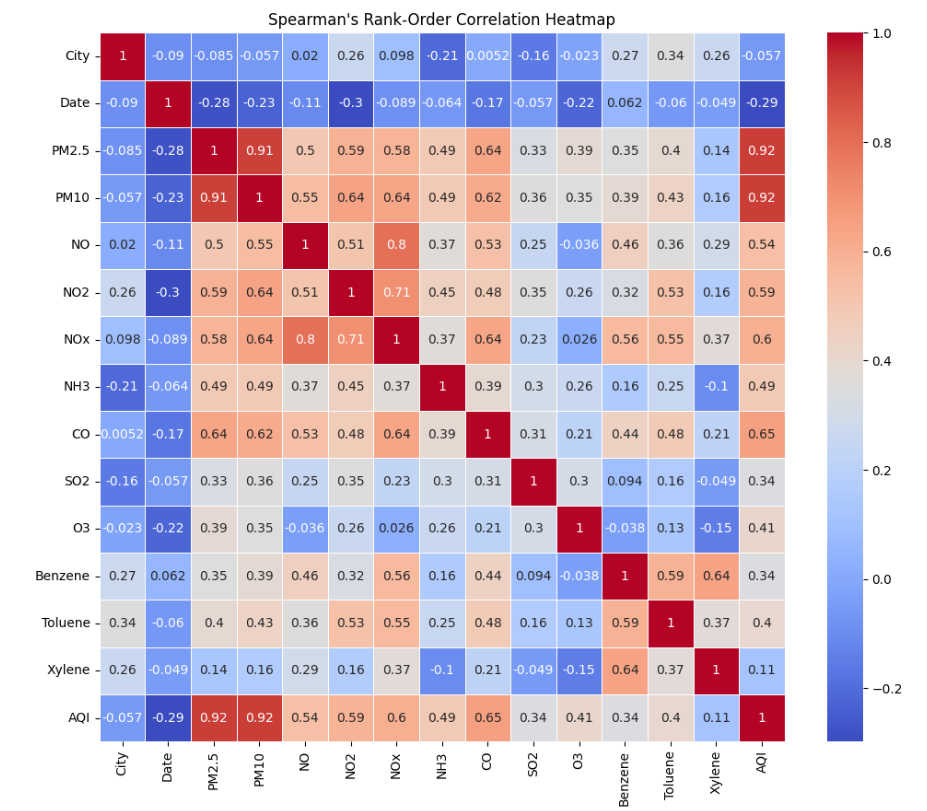 Spearman's Rank-Order Correlation Heatmap
City 1 -0.09 -0.085 -0.057 0.02 0.26 0.098 -0.21 0.0052 -0.16 -0.023 0.27 0.34 0.26 -0.057
Date -0.09 1 -0.28 -0.23 -0.11 -0.3 -0.089 -0.064 -0.17 -0.057 -0.22 0.062 -0.06 -0.049 -0.29
PM2.5 -0.085 -0.28 1 0.91 0.5 0.59 0.58 0.49 0.64 0.33 0.39 0.35 0.4 0.14 0.92
PM10 -0.057 -0.23 0.91 1 0.55 0.64 0.64 0.49 0.62 0.36 0.35 0.39 0.43 0.16 0.92
NO 0.02 -0.11 0.5 0.55 1 0.51 0.8 0.37 0.53 0.25 -0.036 0.46 0.36 0.29 0.54
NO2 0.26 -0.3 0.59 0.64 0.51 1 0.71 0.45 0.48 0.35 0.26 0.32 0.53 0.16 0.59
NOx 0.098 -0.089 0.58 0.64 0.8 0.71 1 0.37 0.64 0.23 0.026 0.56 0.55 0.37 0.6
NH3 -0.21 -0.064 0.49 0.49 0.37 0.45 0.37 1 0.39 0.3 0.26 0.16 0.25 -0.1 0.49
CO 0.0052 -0.17 0.64 0.62 0.53 0.48 0.64 0.39 1 0.31 0.21 0.44 0.48 0.21 0.65
SO2 -0.16 -0.057 0.33 0.36 0.25 0.35 0.23 0.3 0.31 1 0.3 0.094 0.16 -0.049 0.34
O3 -0.023 -0.22 0.39 0.35 -0.036 0.26 0.026 0.26 0.21 0.3 1 -0.038 0.13 -0.15 0.41
Benzene 0.27 0.062 0.35 0.39 0.46 0.32 0.56 0.16 0.44 0.094 -0.038 1 0.59 0.64 0.34
Toluene 0.34 -0.06 0.4 0.43 0.36 0.53 0.55 0.25 0.48 0.16 0.13 0.59 1 0.37 0.4
Xylene 0.26 -0.049 0.14 0.16 0.29 0.16 0.37 -0.1 0.21 -0.049 -0.15 0.64 0.37 1 0.11
AQI -0.057 -0.29 0.92 0.92 0.54 0.59 0.6 0.49 0.65 0.34 0.41 0.34 0.4 0.11 1
City Date PM2.5 PM10 NO NO2 NOx NH3 CO SO2 O3 Benzene Toluene Xylene AQI
1.0
0.8
0.6
0.4
0.2
0.0
−0.2